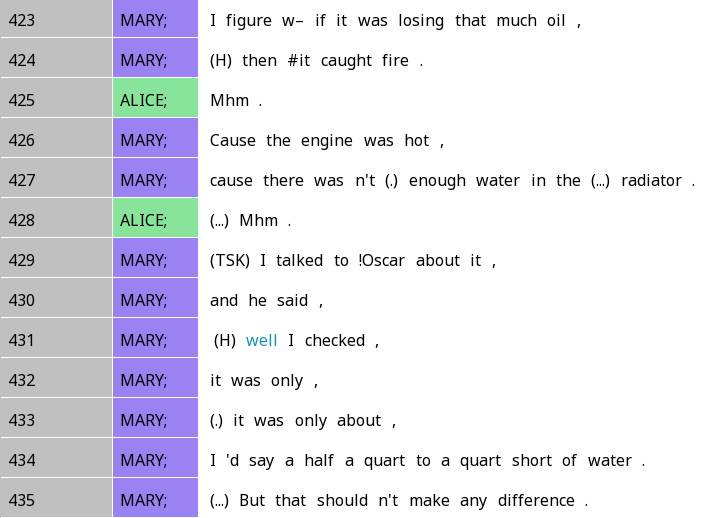 423 MARY; I figure w– if it was losing that much oil ,
424 MARY; (H) then #it caught fire .
425 ALICE; Mhm .
426 MARY; Cause the engine was hot ,
427 MARY; cause there was n't (.) enough water in the (...) radiator .
428 ALICE; (...) Mhm .
429 MARY; (TSK) I talked to !Oscar about it ,
430 MARY; and he said ,
431 MARY; (H) well I checked ,
432 MARY; it was only ,
433 MARY; (.) it was only about ,
434 MARY; I 'd say a half a quart to a quart short of water .
435 MARY; (...) But that should n't make any difference .